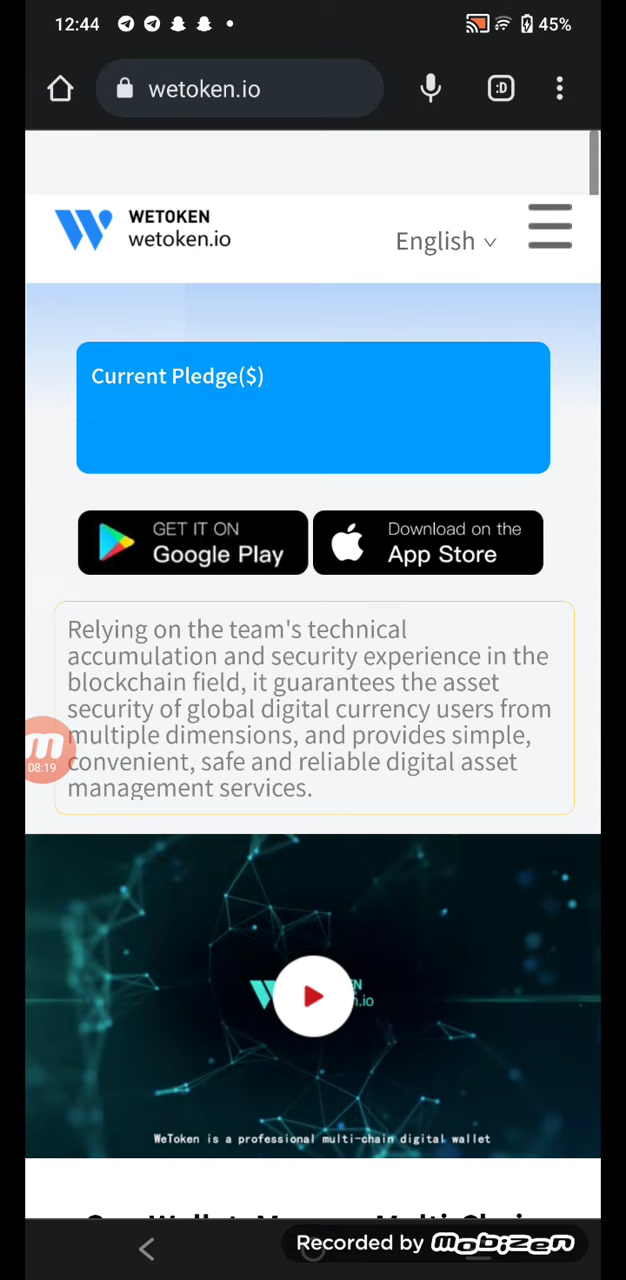 12:44
45%
wetoken.io
:D
WETOKEN
wetoken.io
English
Current Pledge($)
GET IT ON
Google Play
Download on the
App Store
Relying on the team's technical
accumulation and security experience in the
blockchain field, it guarantees the asset
security of global digital currency users from
multiple dimensions, and provides simple,
convenient, safe and reliable digital asset
management services.
08:19
WeToken is a professional multi-chain digital wallet
Recorded by mobizen